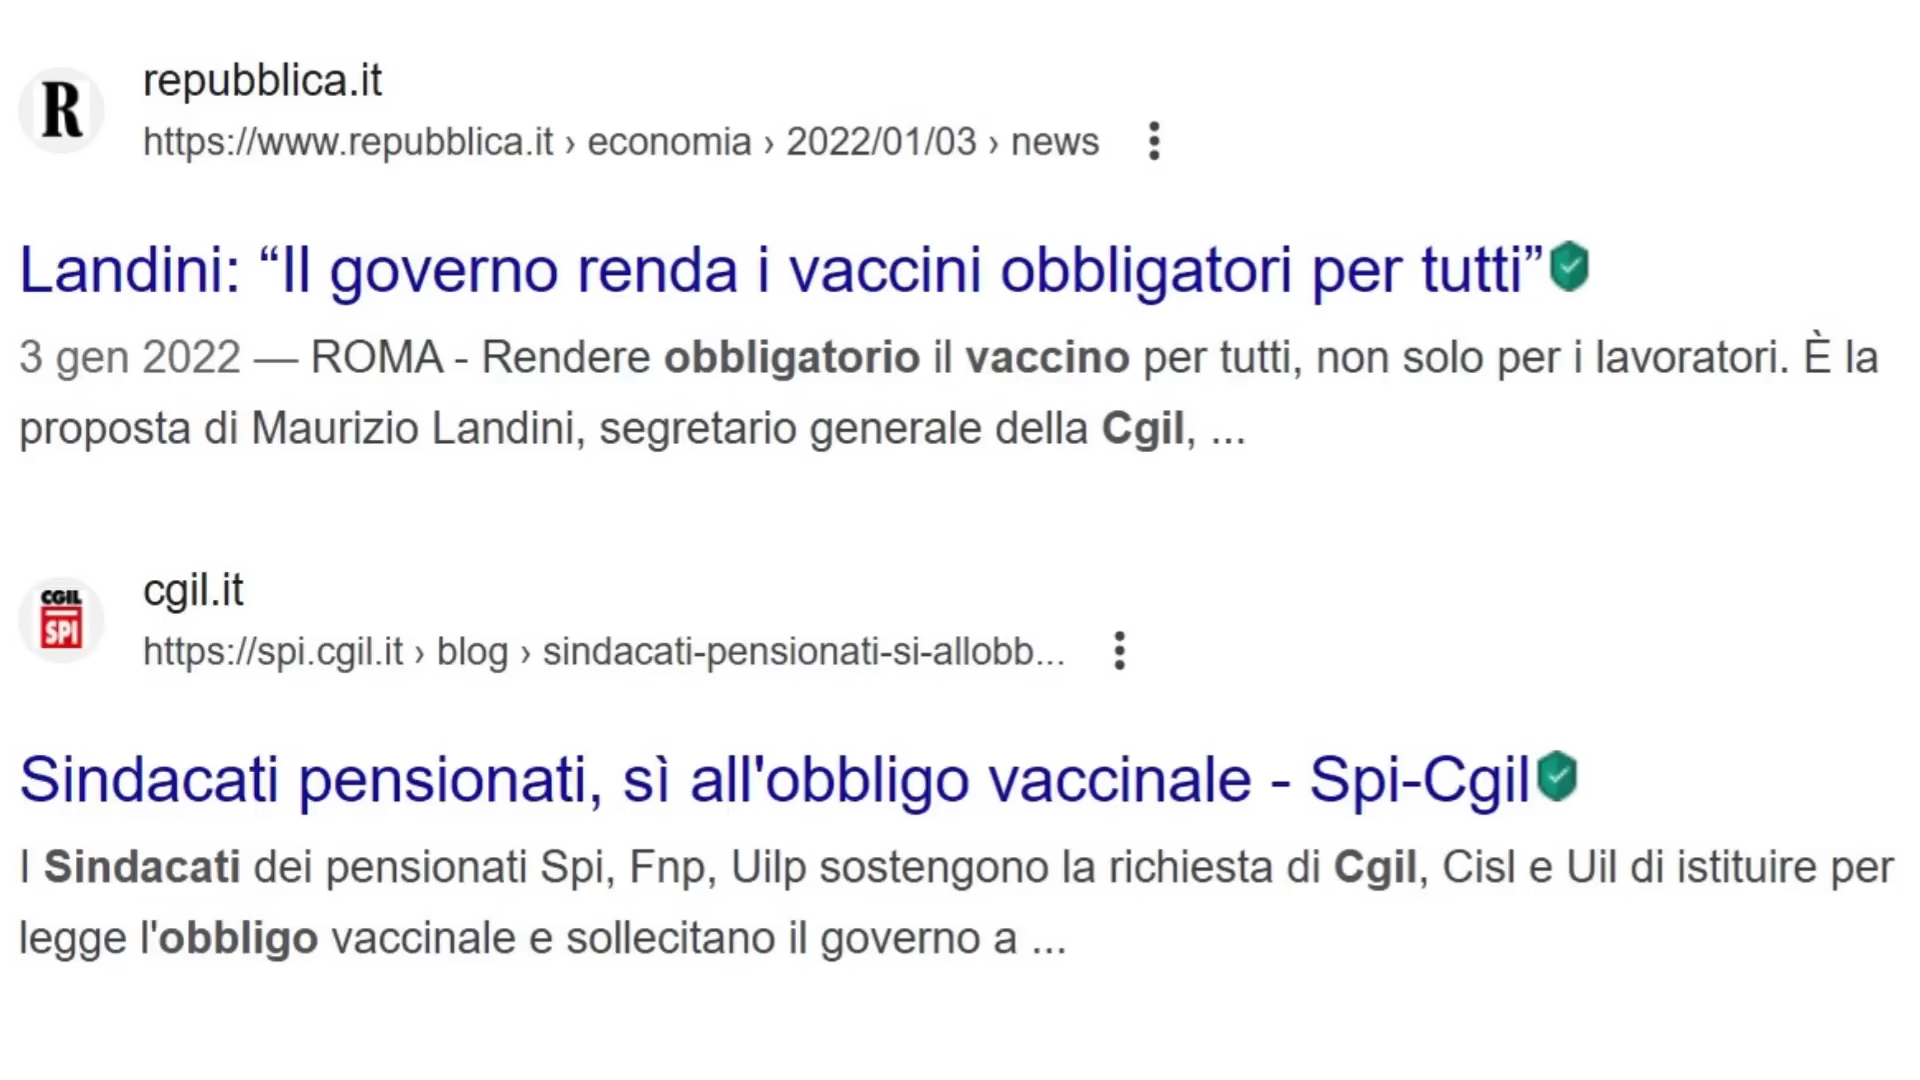 R
repubblica.it
https://www.repubblica.it › economia › 2022/01/03 › news
Landini: “Il governo renda i vaccini obbligatori per tutti”
3 gen 2022 — ROMA - Rendere obbligatorio il vaccino per tutti, non solo per i lavoratori. È la
proposta di Maurizio Landini, segretario generale della Cgil, ...
CGIL
SPI
cgil.it
https://spi.cgil.it › blog › sindacati-pensionati-si-allobb...
Sindacati pensionati, sì all'obbligo vaccinale - Spi-Cgil
I Sindacati dei pensionati Spi, Fnp, Uilp sostengono la richiesta di Cgil, Cisl e Uil di istituire per
legge l'obbligo vaccinale e sollecitano il governo a ...